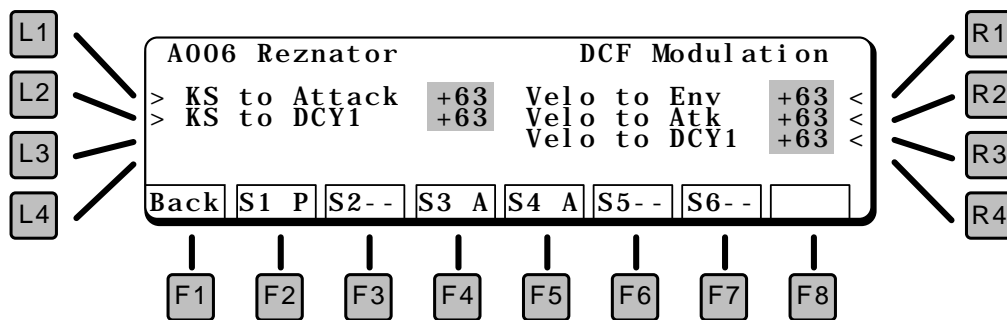 L1
L2
L3
L4
A006 Reznator DCF Modulation
> KS to Attack +63 Velo to Env +63 <
> KS to DCY1 +63 Velo to Atk +63 <
Velo to DCY1 +63 <
Back S1 P S2-- S3 A S4 A S5-- S6--
R1
R2
R3
R4
F1 F2 F3 F4 F5 F6 F7 F8